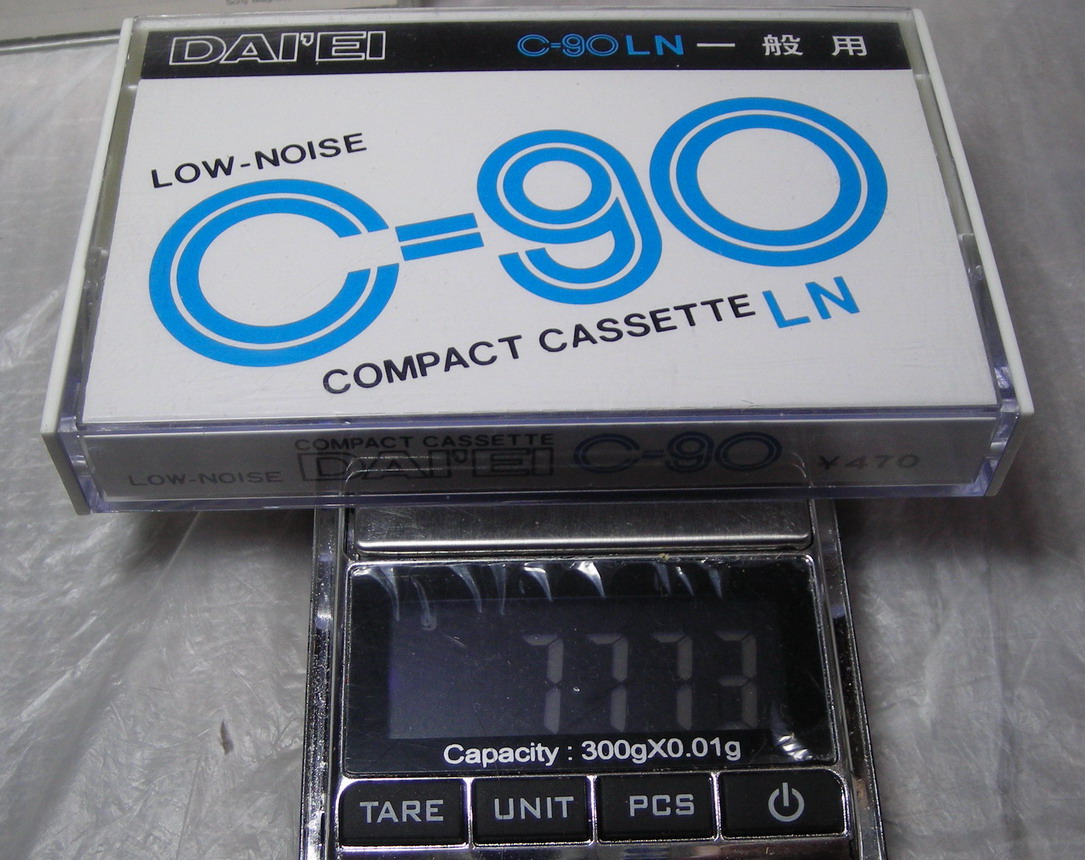 DAI'EI C-90 LN 一般用
LOW-NOISE
C-90
COMPACT CASSETTE LN
COMPACT CASSETTE
LOW-NOISE DAI'EI C-90 ¥470
7773
Capacity : 300gX0.01g
TARE UNIT PCS